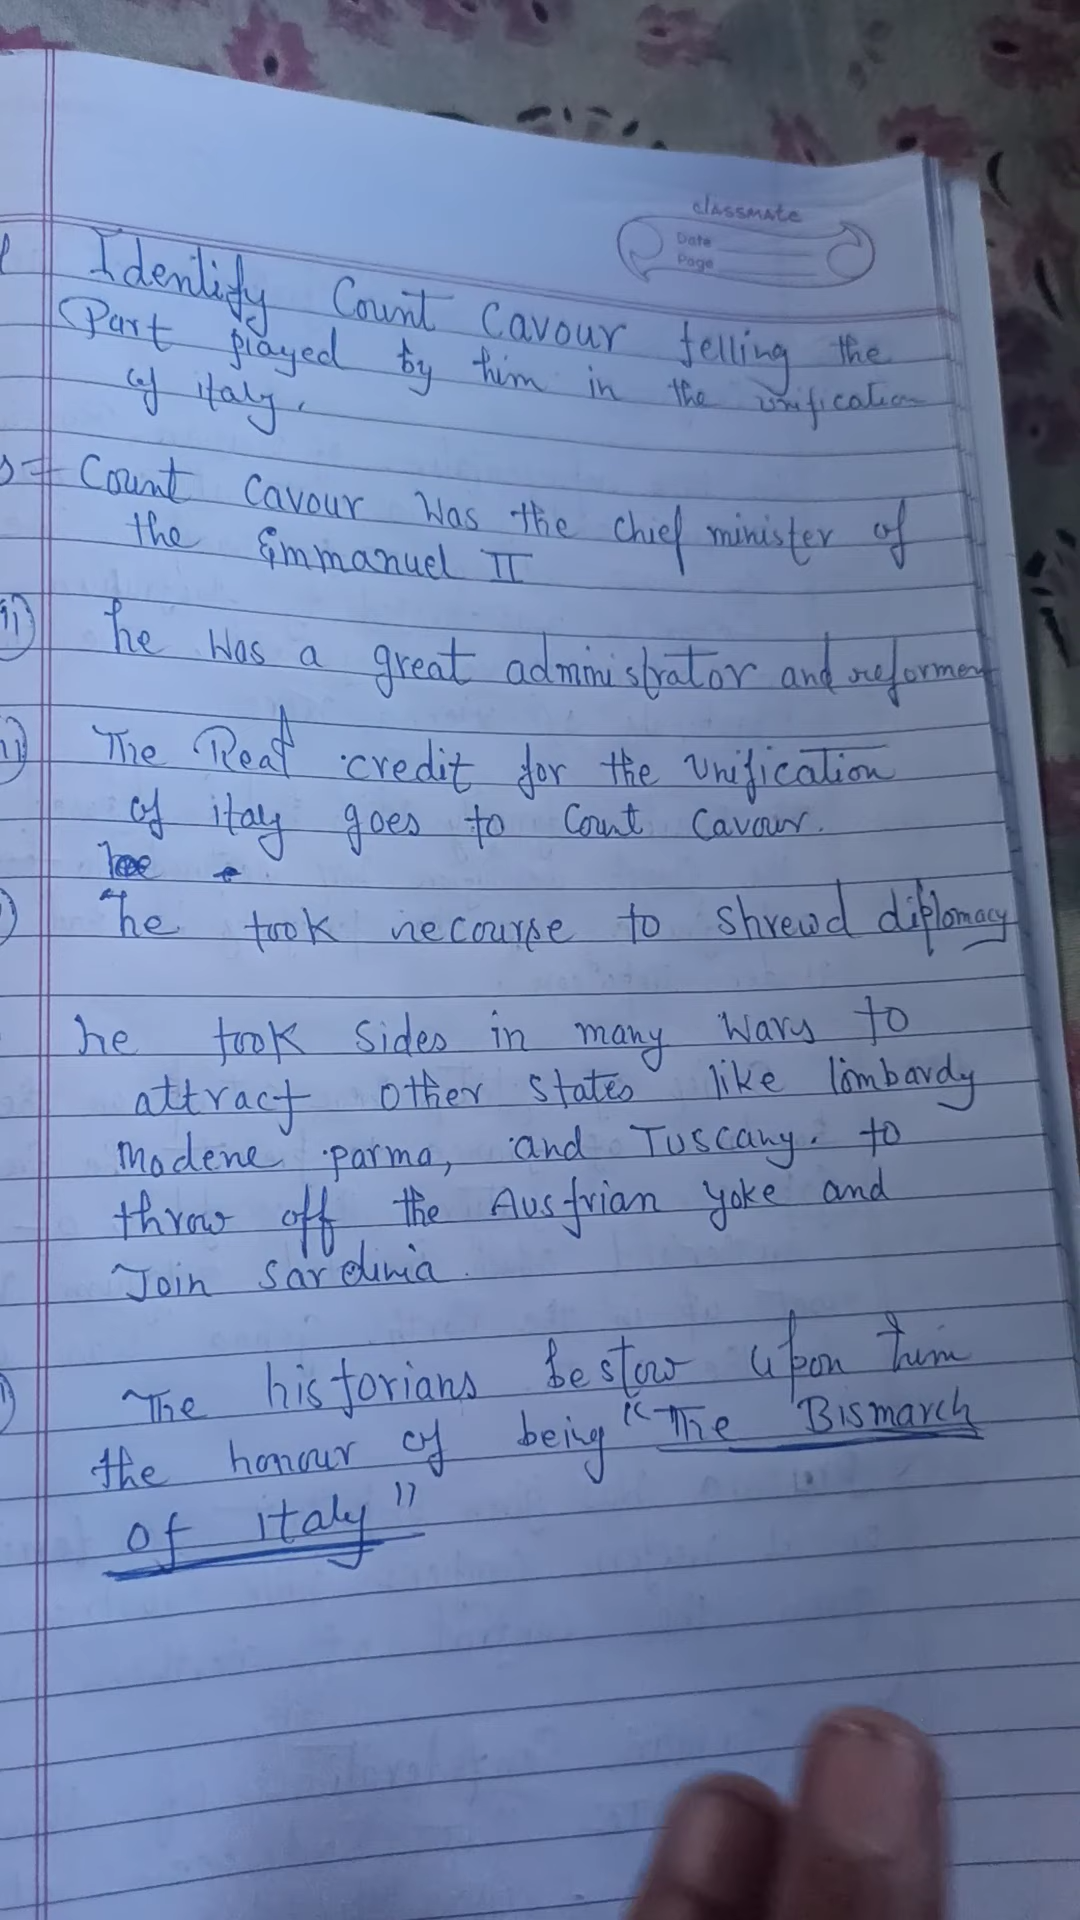 classmate
Date
Page
Identify Count Cavour telling the
Part played by him in the unification
of italy.
Count Cavour Was the chief minister of
the Emmanuel II
ii) he Was a great administrator and reformer
The Real credit for the unification
of itay goes to Count Cavour.
he took recourse to shrewd diplomacy
he took sides in many Wars to
attract other states like lombardy
Modene parma, and Tuscany. to
throw off the Austrian yoke and
Join sardinia.
The historians bestow upon him
the honour of being "The Bismarch
of italy"